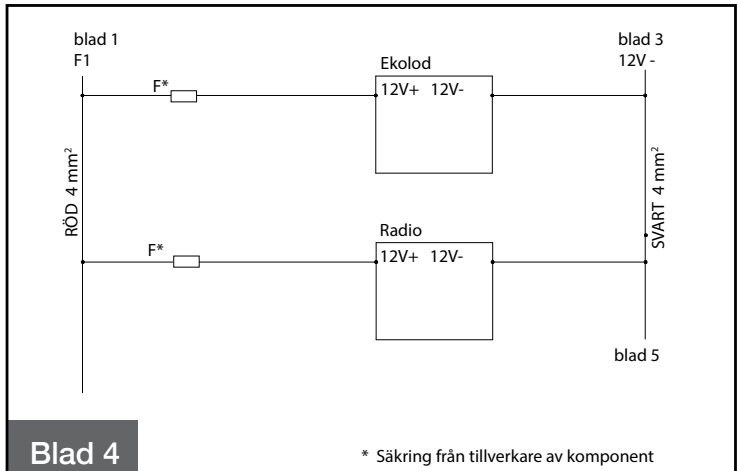 blad 1
F1
blad 3
12V -
Ekolod
F*
12V+ 12V-
RÖD 4 mm²
SVART 4 mm²
Radio
F*
12V+ 12V-
blad 5
Blad 4
* Säkring från tillverkare av komponent